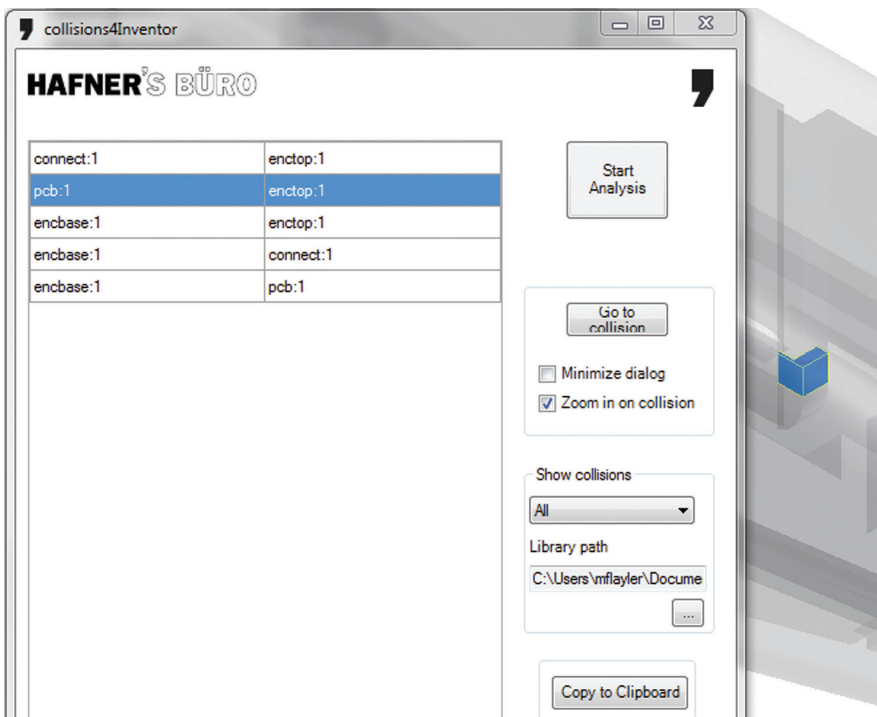 collisions4Inventor
HAFNER'S BÜRO
connect:1 enctop:1
pcb:1 enctop:1
encbase:1 enctop:1
encbase:1 connect:1
encbase:1 pcb:1
Start
Analysis
Go to
collision
Minimize dialog
Zoom in on collision
Show collisions
All
Library path
C:\Users\mflayler\Docume
...
Copy to Clipboard